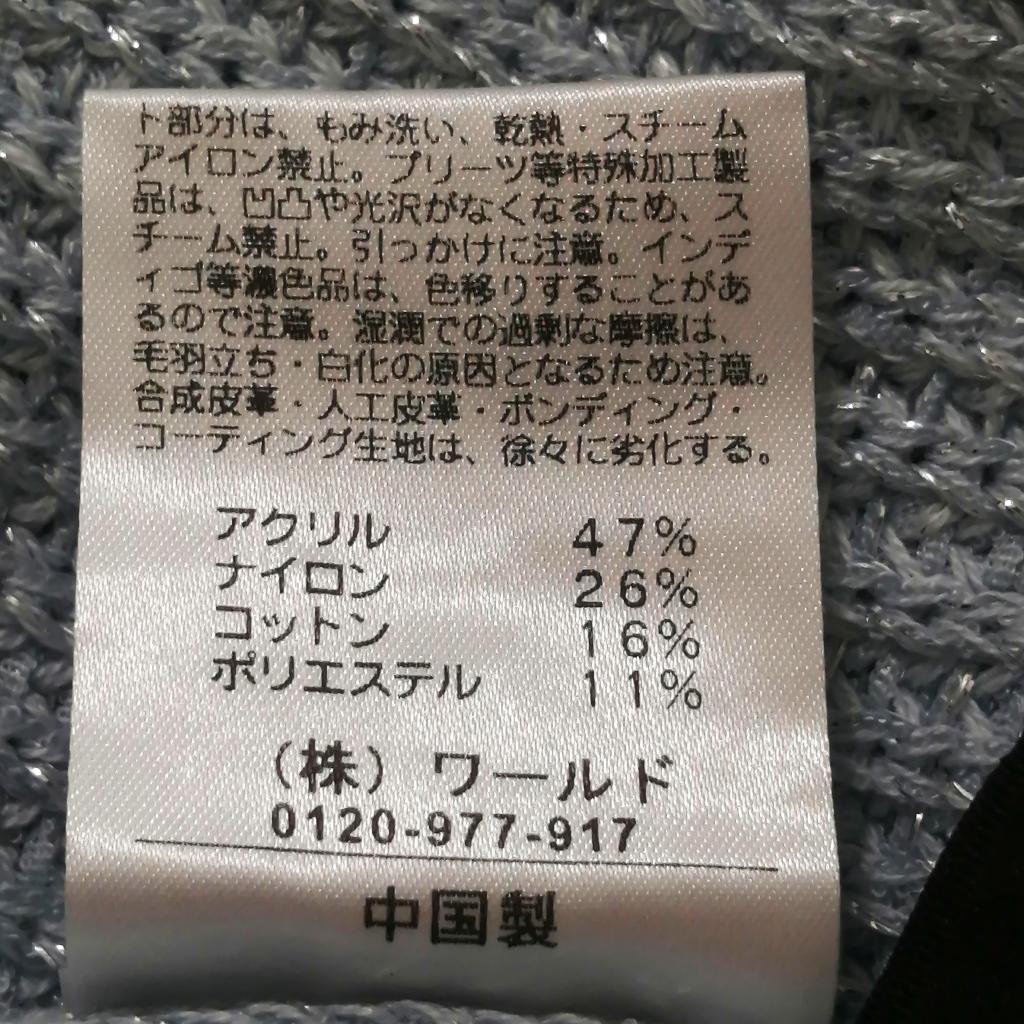 ト部分は、もみ洗い、乾熱・スチーム
アイロン禁止。プリーツ等特殊加工製
品は、凹凸や光沢がなくなるため、ス
チーム禁止。引っかけに注意。インデ
ィゴ等濃色品は、色移りすることがあ
るので注意。湿潤での過剰な摩擦は、
毛羽立ち・白化の原因となるため注意。
合成皮革・人工皮革・ボンディング・
コーティング生地は、徐々に劣化する。
アクリル 47%
ナイロン 26%
コットン 16%
ポリエステル 11%
（株）ワールド
0120-977-917
中国製